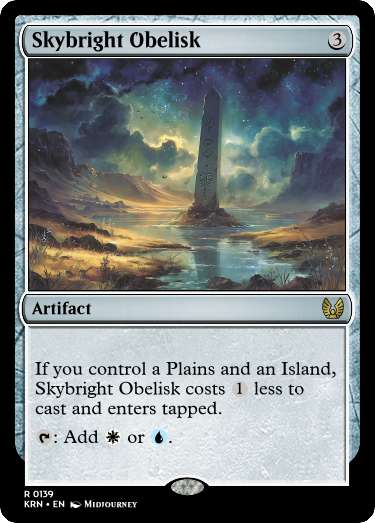 Skybright Obelisk 3
Artifact
If you control a Plains and an Island,
Skybright Obelisk costs 1 less to
cast and enters tapped.
: Add or .
R 0139
KRN • EN Midjourney